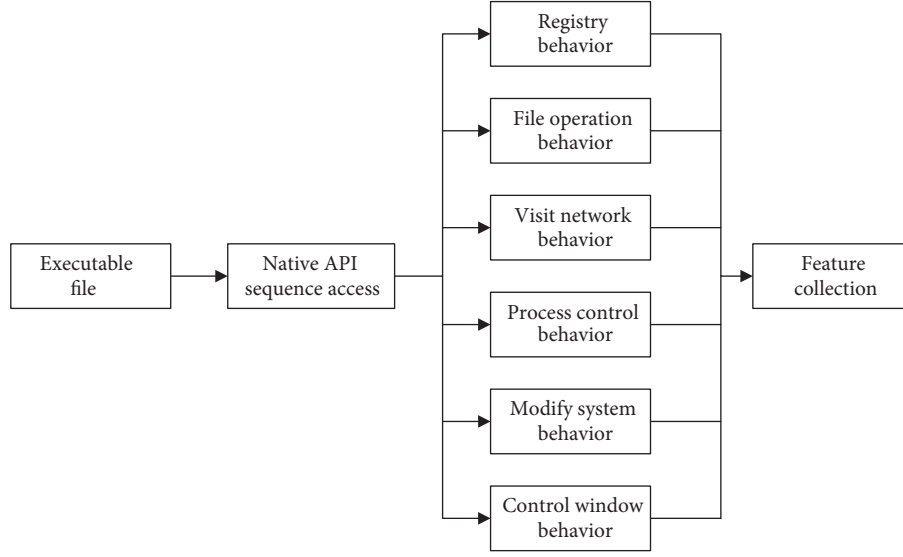 Executable
file
Native API
sequence access
Registry
behavior
File operation
behavior
Visit network
behavior
Process control
behavior
Modify system
behavior
Control window
behavior
Feature
collection